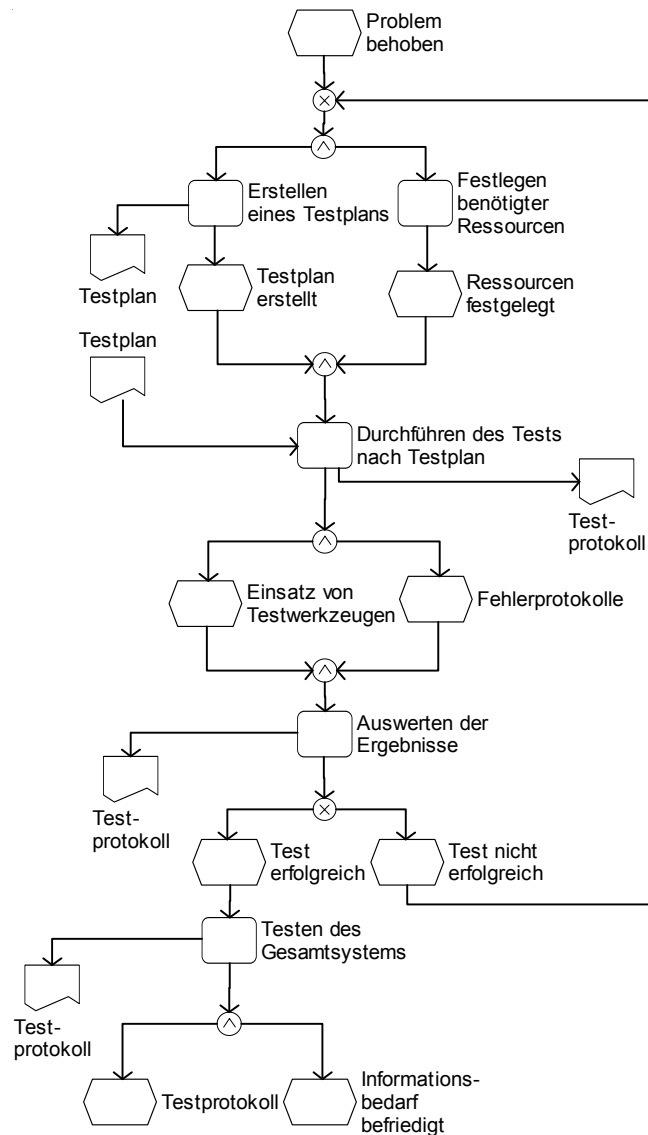 Problem
behoben
Erstellen
eines Testplans
Festlegen
benötigter
Ressourcen
Testplan
Testplan
erstellt
Ressourcen
festgelegt
Testplan
Durchführen des Tests
nach Testplan
Test-
protokoll
Einsatz von
Testwerkzeugen
Fehlerprotokolle
Auswerten der
Ergebnisse
Test-
protokoll
Test
erfolgreich
Test nicht
erfolgreich
Testen des
Gesamtsystems
Test-
protokoll
Testprotokoll
Informations-
bedarf
befriedigt